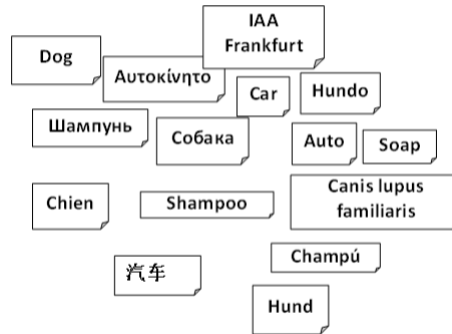 IAA
Frankfurt
Dog
Αυτοκίνητο
Car
Hundo
Шампунь
Собака
Auto
Soap
Chien
Shampoo
Canis lupus
familiaris
汽车
Champú
Hund